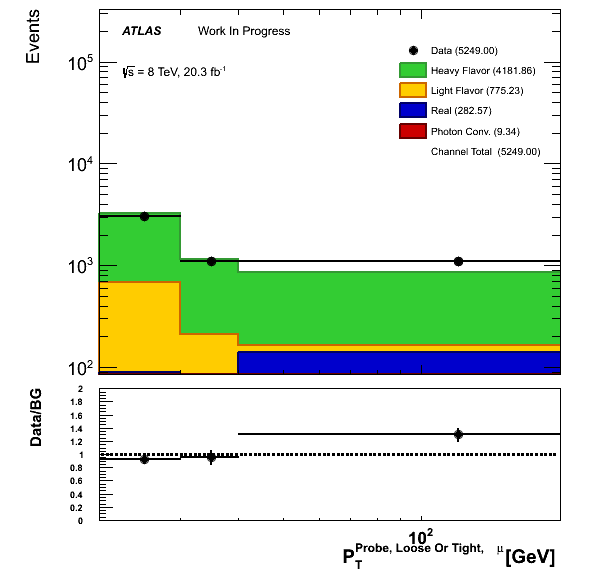 Events
ATLAS Work In Progress
√s = 8 TeV, 20.3 fb⁻¹
Data (5249.00)
Heavy Flavor (4181.86)
Light Flavor (775.23)
Real (282.57)
Photon Conv. (9.34)
Channel Total (5249.00)
10⁵
10⁴
10³
10²
Data/BG
2
1.8
1.6
1.4
1.2
1
0.8
0.6
0.4
0.2
0
10²
P_T^Probe, Loose Or Tight, μ [GeV]